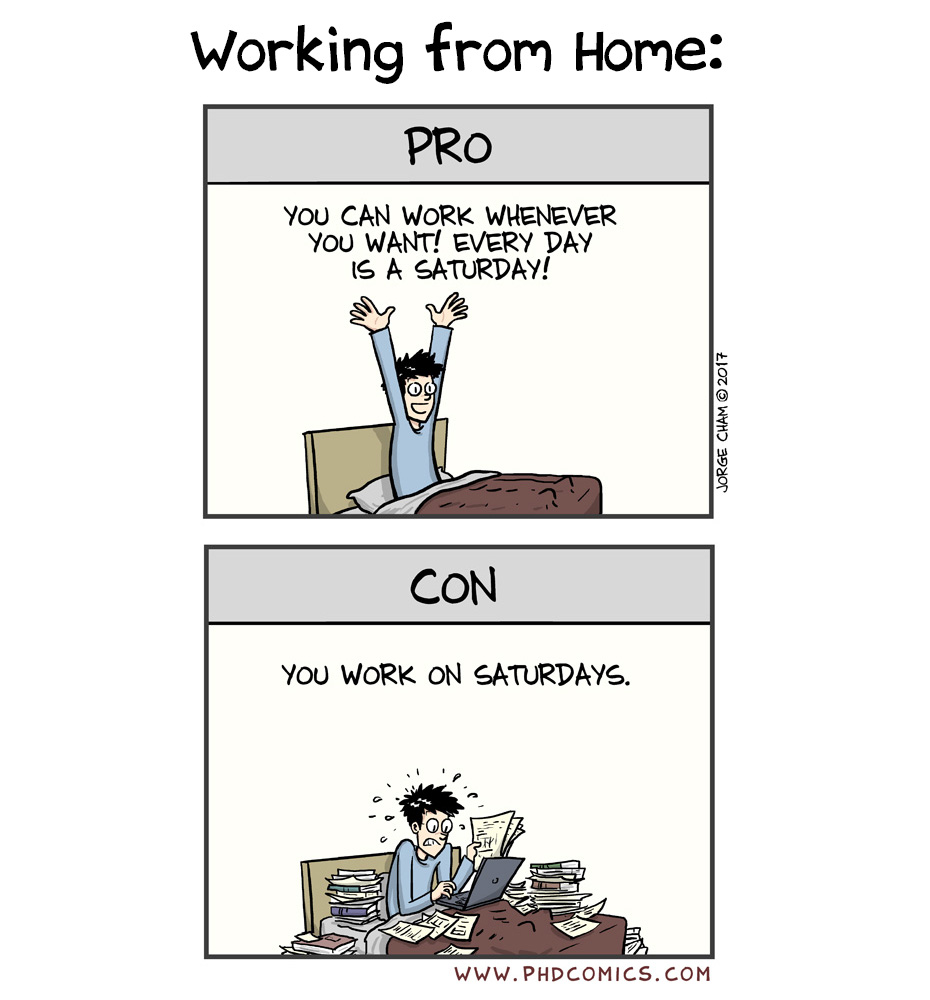 Working from Home:
PRO
YOU CAN WORK WHENEVER
YOU WANT! EVERY DAY
IS A SATURDAY!
JORGE CHAM © 2017
CON
YOU WORK ON SATURDAYS.
WWW.PHDCOMICS.COM